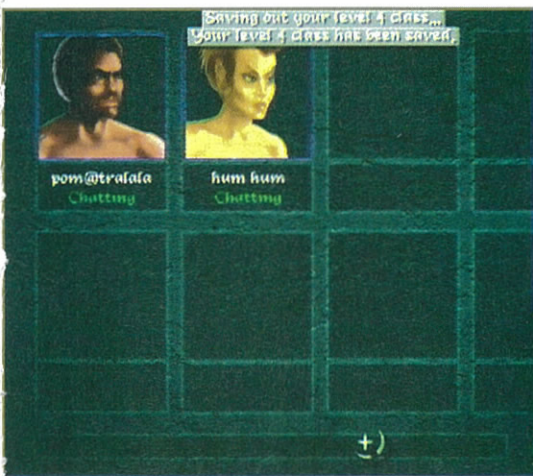 Saving out your level 4 class...
Your level 4 class has been saved.
pom@tralala hum hum
Chatting Chatting
±)